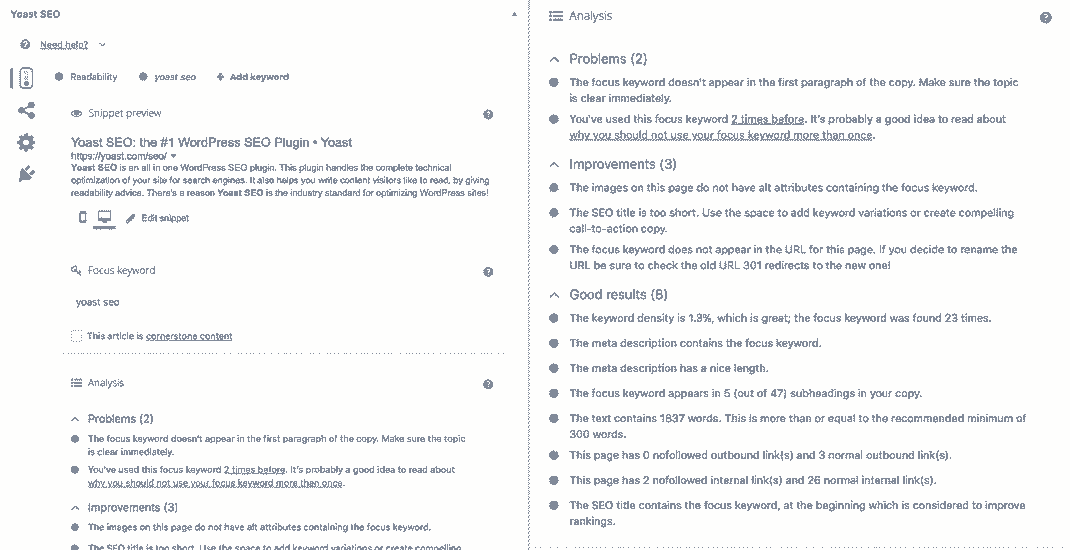 Yoast SEO
Need help?
Readability
yoast seo
Add keyword
Snippet preview
Yoast SEO: the #1 WordPress SEO Plugin • Yoast
https://yoast.com/seo/
Yoast SEO is an all in one WordPress SEO plugin. This plugin handles the complete technical
optimization of your site for search engines. It also helps you write content visitors like to read, by giving
readability advice. There's a reason Yoast SEO is the industry standard for optimizing WordPress sites!
Edit snippet
Focus keyword
yoast seo
This article is cornerstone content
Analysis
Problems (2)
The focus keyword doesn't appear in the first paragraph of the copy. Make sure the topic
is clear immediately.
You've used this focus keyword 2 times before. It's probably a good idea to read about
why you should not use your focus keyword more than once.
Improvements (3)
The images on this page do not have alt attributes containing the focus keyword.
The SEO title is too short. Use the space to add keyword variations or create compelling
Analysis
Problems (2)
The focus keyword doesn't appear in the first paragraph of the copy. Make sure the topic
is clear immediately.
You've used this focus keyword 2 times before. It's probably a good idea to read about
why you should not use your focus keyword more than once.
Improvements (3)
The images on this page do not have alt attributes containing the focus keyword.
The SEO title is too short. Use the space to add keyword variations or create compelling
call-to-action copy.
The focus keyword does not appear in the URL for this page. If you decide to rename the
URL be sure to check the old URL 301 redirects to the new one!
Good results (8)
The keyword density is 1.3%, which is great; the focus keyword was found 23 times.
The meta description contains the focus keyword.
The meta description has a nice length.
The focus keyword appears in 5 (out of 47) subheadings in your copy.
The text contains 1837 words. This is more than or equal to the recommended minimum of
300 words.
This page has 0 nofollowed outbound link(s) and 3 normal outbound link(s).
This page has 2 nofollowed internal link(s) and 26 normal internal link(s).
The SEO title contains the focus keyword, at the beginning which is considered to improve
rankings.